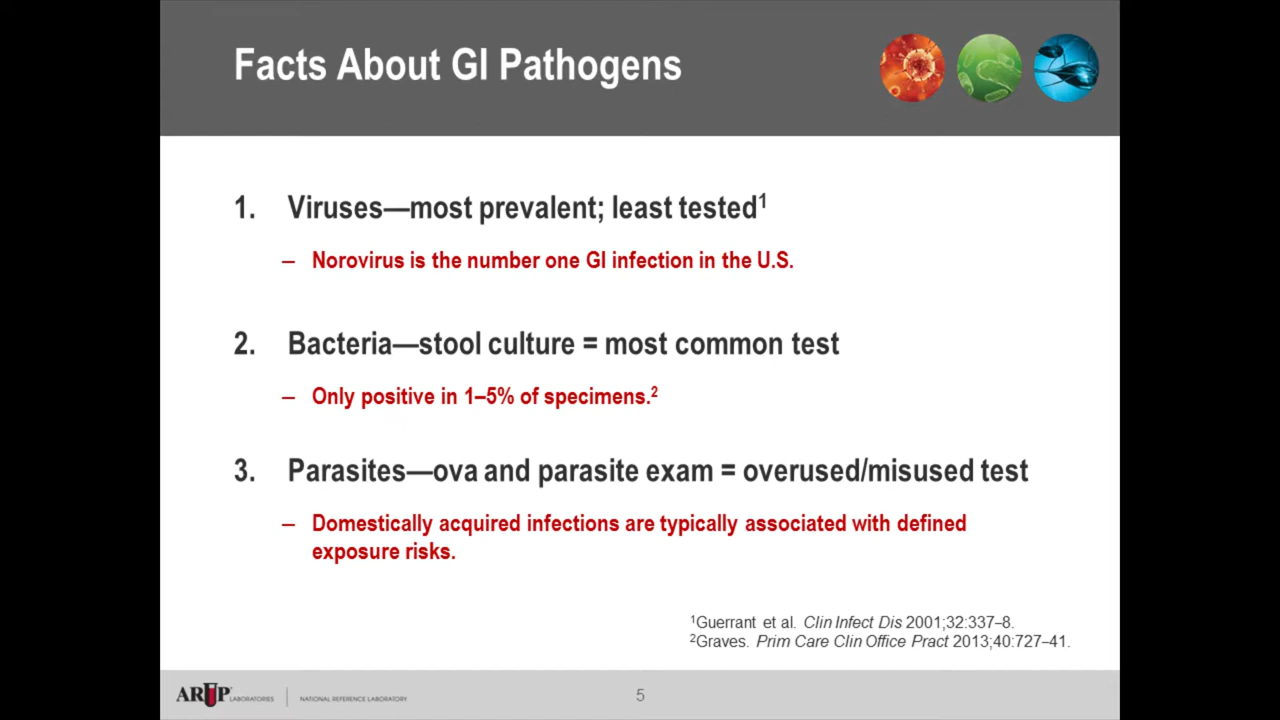 Facts About GI Pathogens
1. Viruses—most prevalent; least tested¹
– Norovirus is the number one GI infection in the U.S.
2. Bacteria—stool culture = most common test
– Only positive in 1–5% of specimens.²
3. Parasites—ova and parasite exam = overused/misused test
– Domestically acquired infections are typically associated with defined
exposure risks.
¹Guerrant et al. Clin Infect Dis 2001;32:337–8.
²Graves. Prim Care Clin Office Pract 2013;40:727–41.
ARUP LABORATORIES | NATIONAL REFERENCE LABORATORY
5